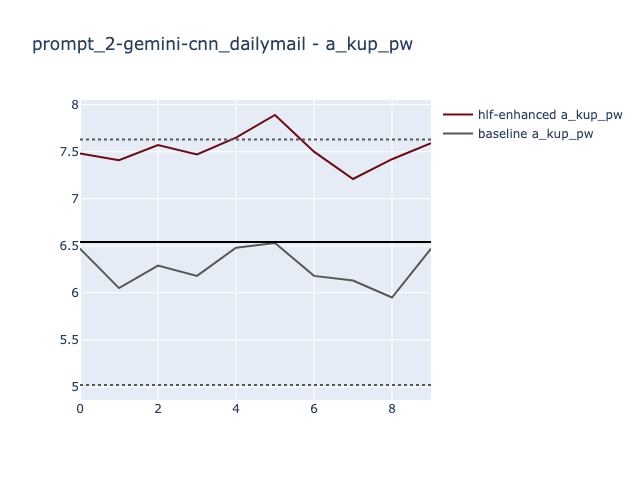 prompt_2-gemini-cnn_dailymail - a_kup_pw
hlf-enhanced a_kup_pw
baseline a_kup_pw
8
7.5
7
6.5
6
5.5
5
0 2 4 6 8